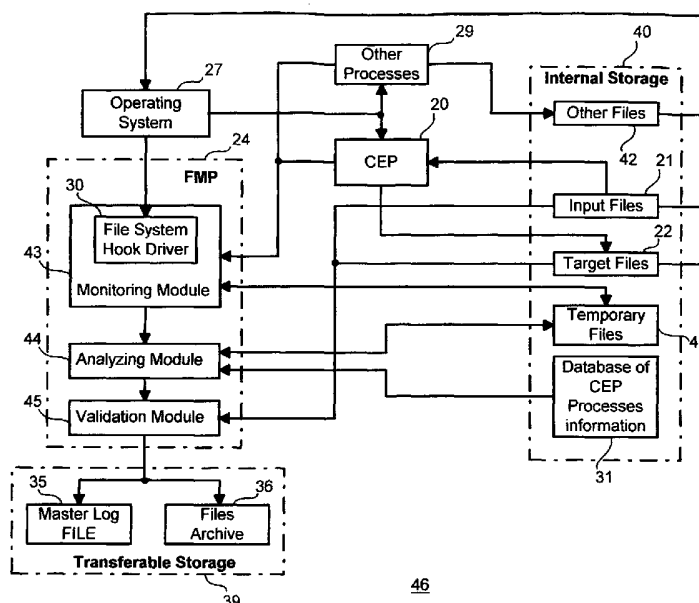 29
Other
Processes
40
Internal Storage
27
Operating
System
Other Files
42
20
CEP
24
FMP
21
Input Files
30
File System
Hook Driver
22
Target Files
43
Monitoring Module
Temporary
Files
4
44
Analyzing Module
Database of
CEP
Processes
information
45
Validation Module
31
35
Master Log
FILE
36
Files
Archive
Transferable Storage
39
46